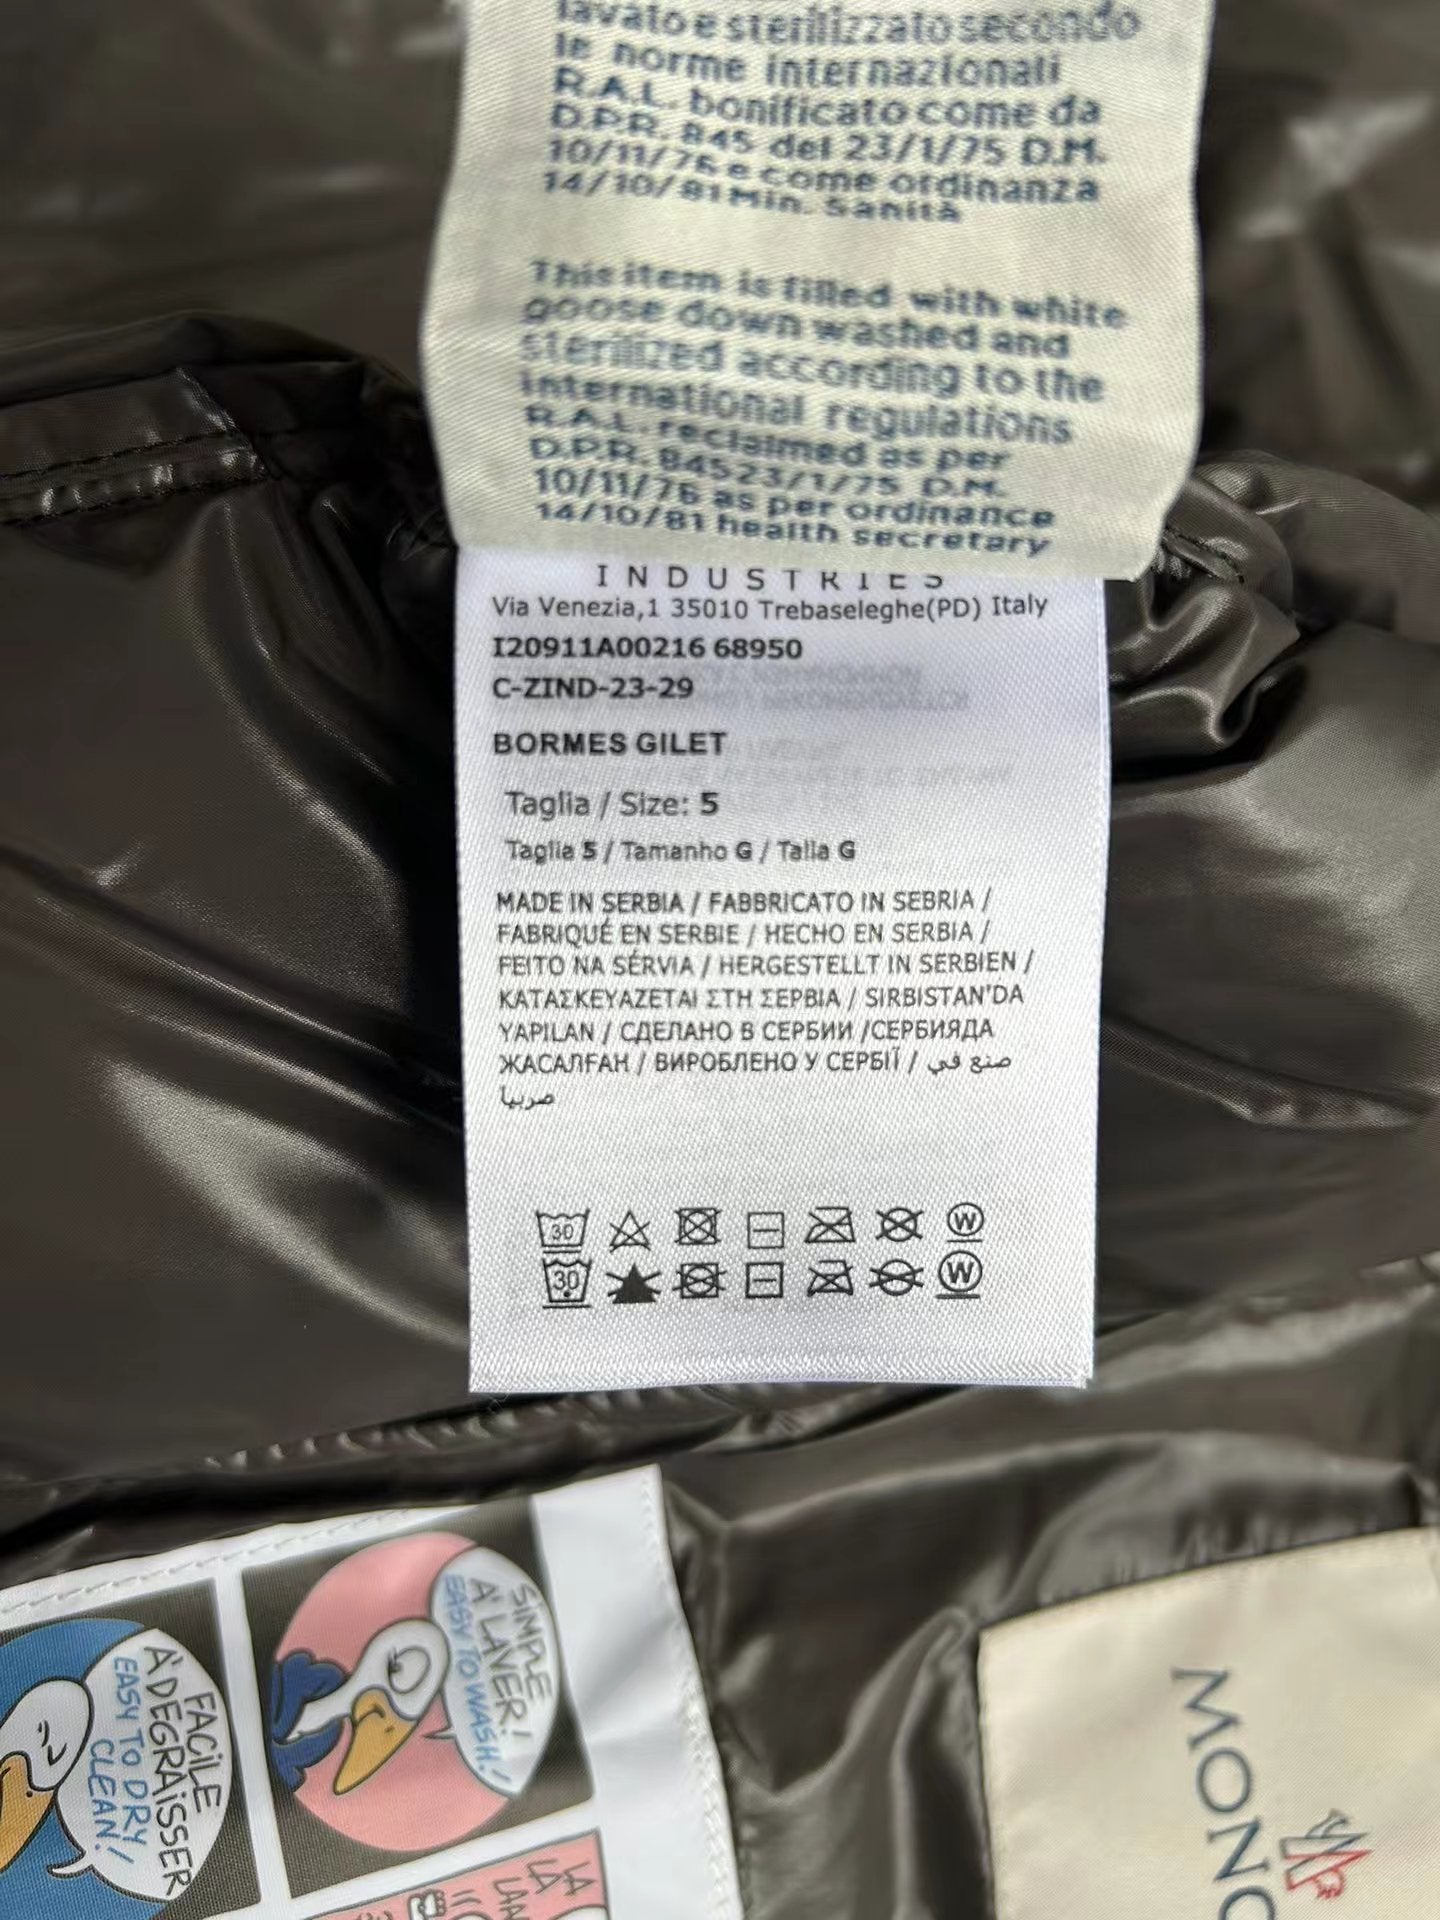 lavato e sterilizzato secondo
le norme internazionali
R.A.L. bonificato come da
D.P.R. 845 del 23/1/75 D.M.
10/11/76 e come ordinanza
14/10/81 Min. Sanità
This item is filled with white
goose down washed and
sterilized according to the
international regulations
R.A.L. reclaimed as per
D.P.R. 84523/1/75 D.M.
10/11/76 as per ordinance
14/10/81 health secretary
INDUSTRIES
Via Venezia,1 35010 Trebaseleghe(PD) Italy
I20911A00216 68950
C-ZIND-23-29
BORMES GILET
Taglia / Size: 5
Taglia 5 / Tamanho G / Talla G
MADE IN SERBIA / FABBRICATO IN SEBRIA /
FABRIQUÉ EN SERBIE / HECHO EN SERBIA /
FEITO NA SÉRVIA / HERGESTELLT IN SERBIEN /
ΚΑΤΑΣΚΕΥΑΖΕΤΑΙ ΣΤΗ ΣΕΡΒΙΑ / SIRBISTAN'DA
YAPILAN / СДЕЛАНО В СЕРБИИ /СЕРБИЯДА
ЖАСАЛҒАН / ВИРОБЛЕНО У СЕРБІЇ / صنع في
صربيا
30 W
30 W
SIMPLE
A' LAVER!
EASY TO WASH!
FACILE
A' DEGRAISSER
EASY TO DRY
CLEAN!
LA
LA
MONC